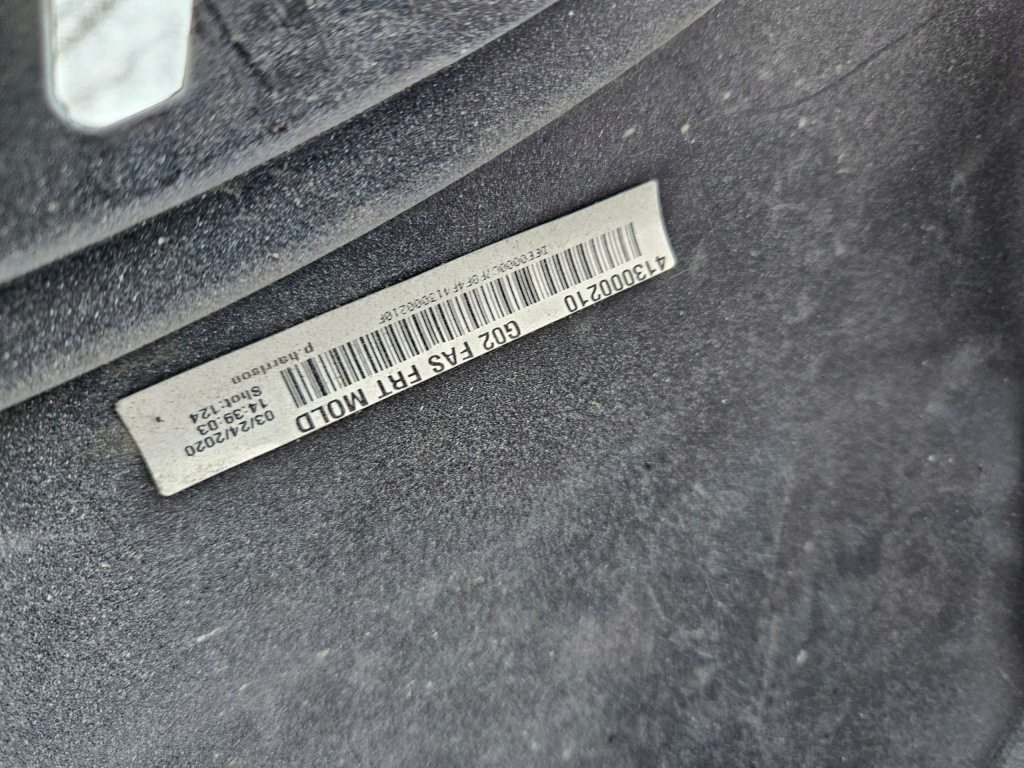 413000210 G02 FAS FRT MOLD
03/24/2020
14:39:03
Shot:124
p.harrison